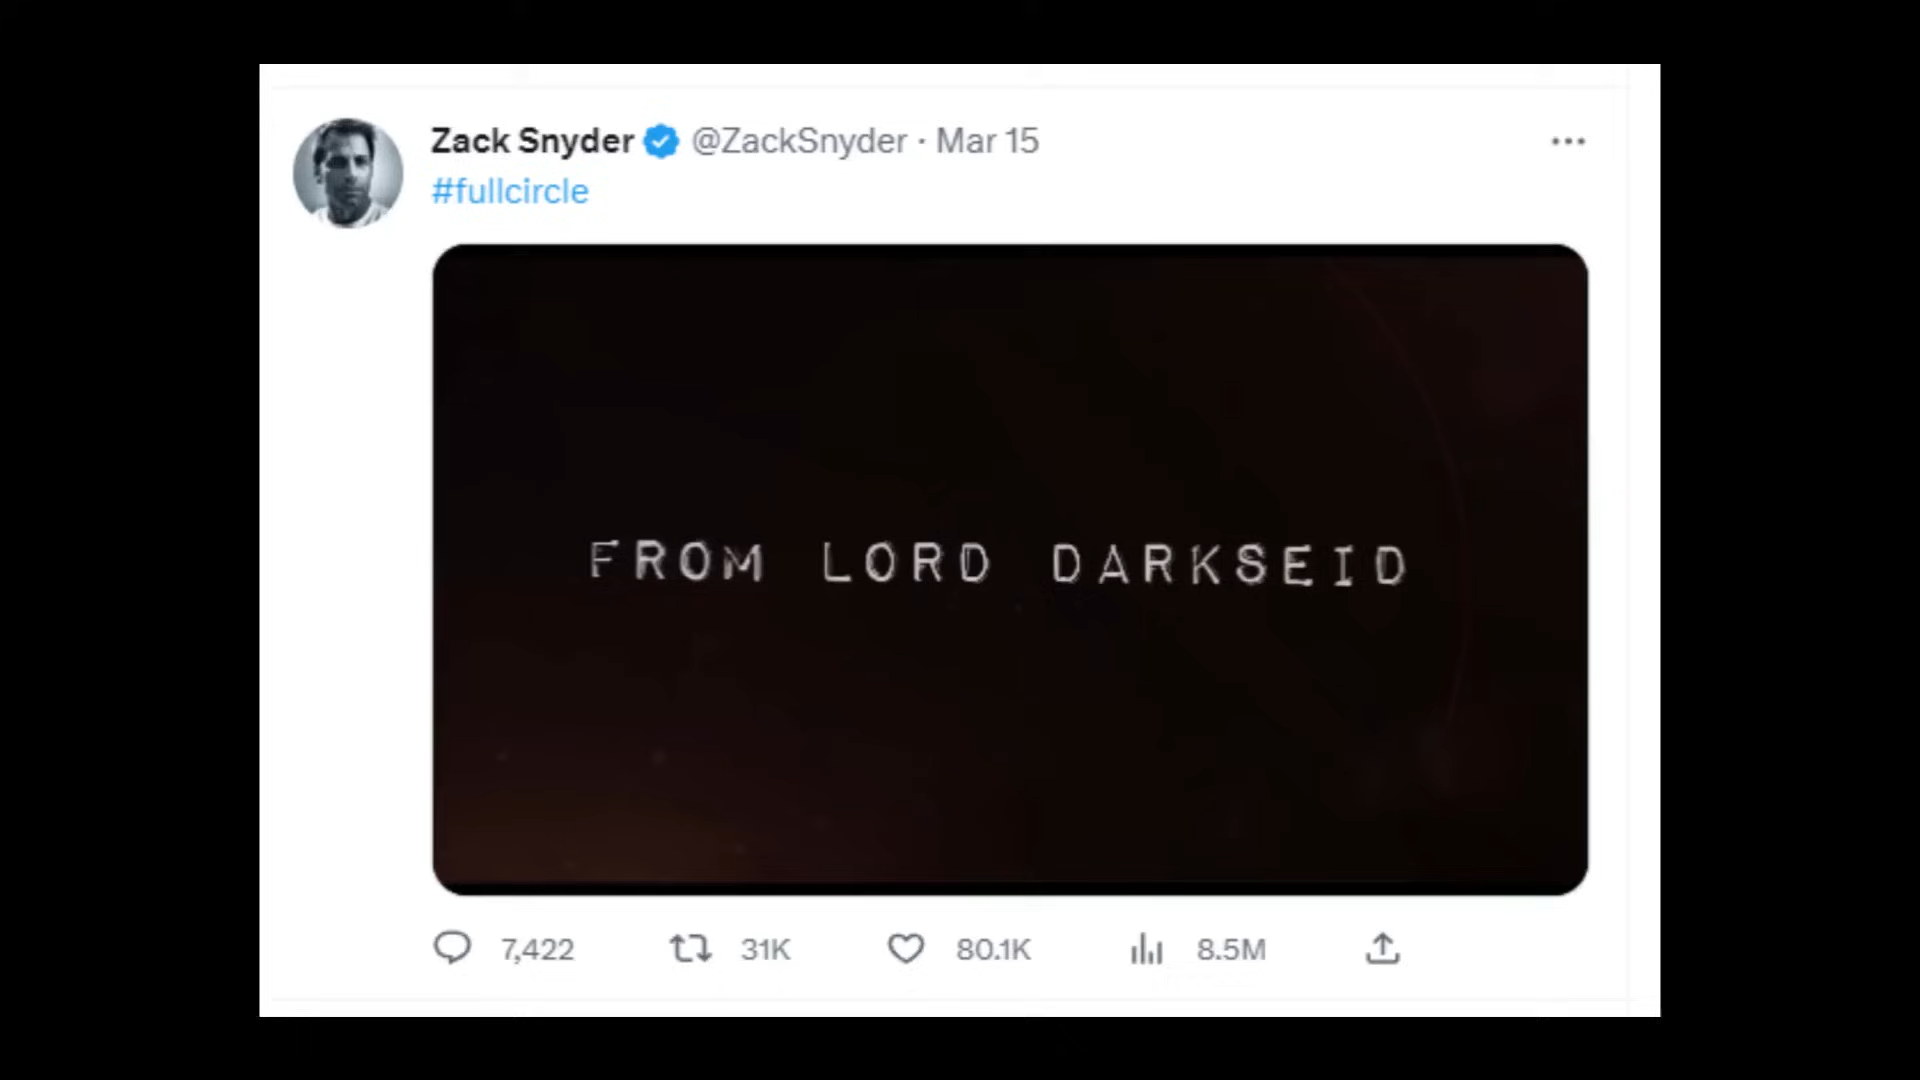 Zack Snyder @ZackSnyder · Mar 15
#fullcircle
FROM LORD DARKSEID
7,422 31K 80.1K 8.5M